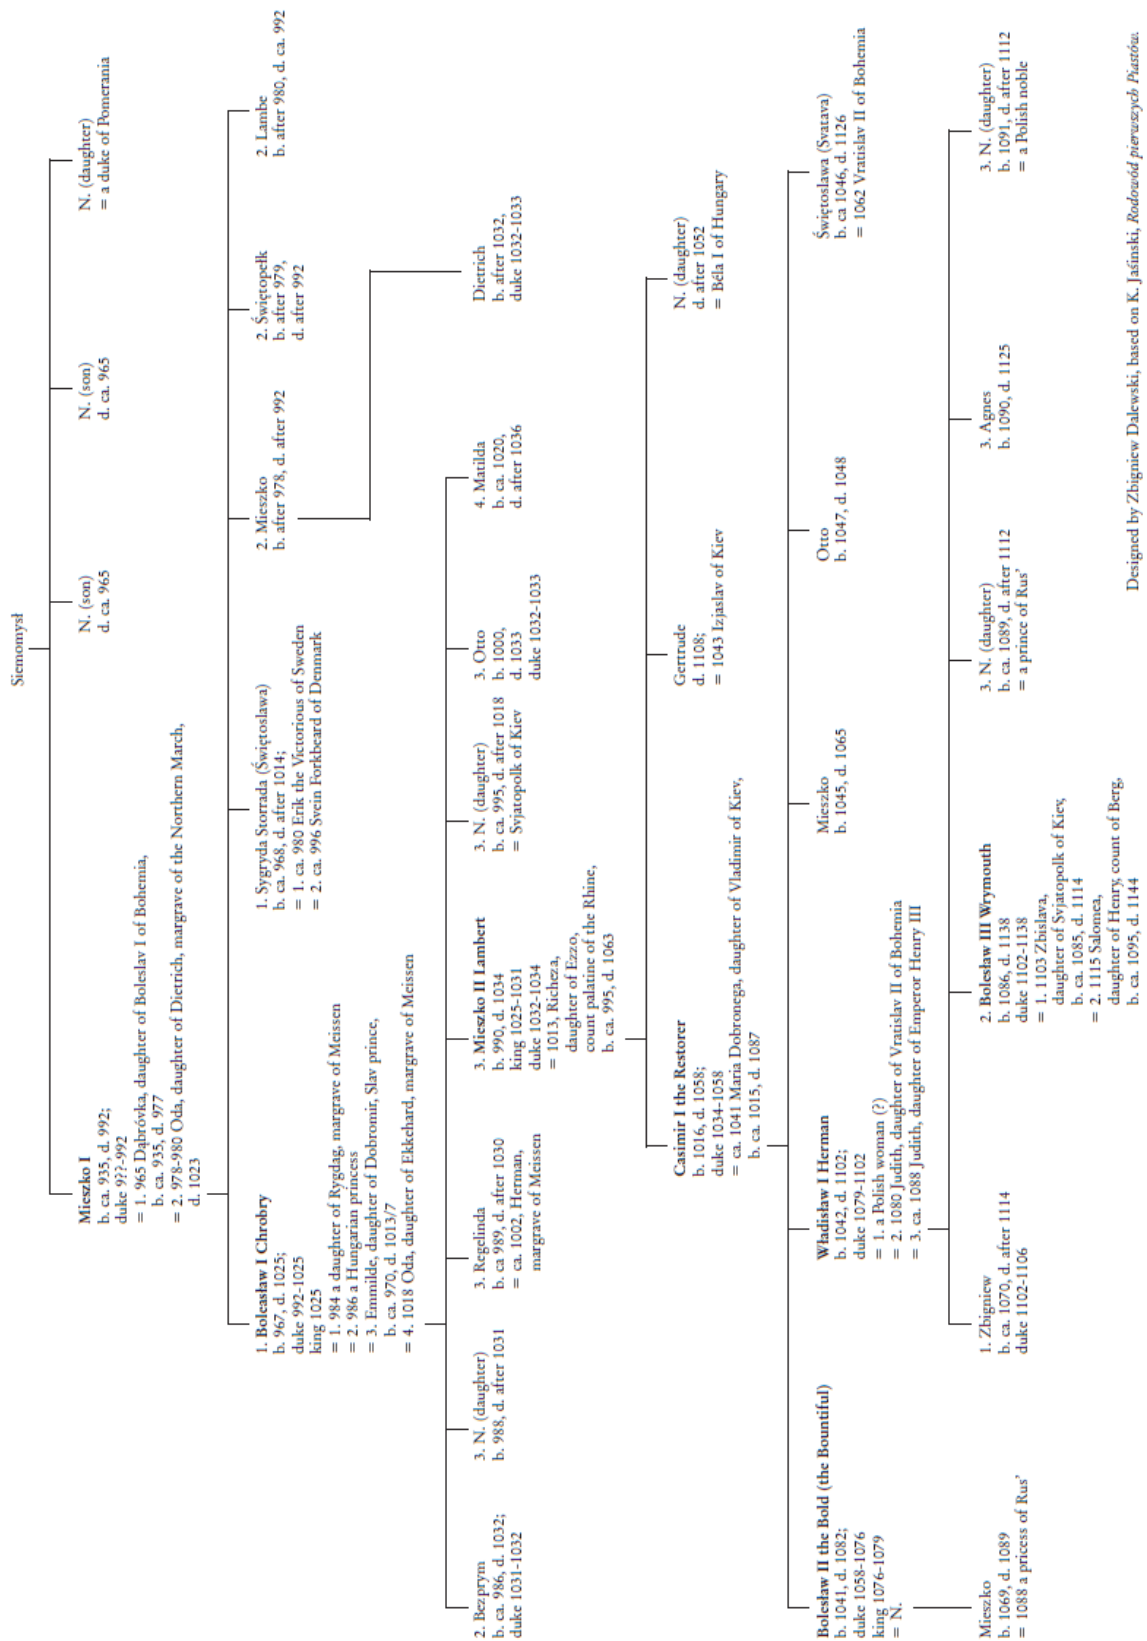 Siemomysł
Mieszko I
b. ca. 935, d. 992;
duke 9??-992
= 1. 965 Dąbróvka, daughter of Boleslav I of Bohemia,
b. ca. 935, d. 977
= 2. 978-980 Oda, daughter of Dietrich, margrave of the Northern March,
d. 1023
N. (son)
d. ca. 965
N. (son)
d. ca. 965
N. (daughter)
= a duke of Pomerania
1. Boleasław I Chrobry
b. 967, d. 1025;
duke 992-1025
king 1025
= 1. 984 a daughter of Rygdag, margrave of Meissen
= 2. 986 a Hungarian princess
= 3. Emmilde, daughter of Dobromir, Slav prince,
b. ca. 970, d. 1013/7
= 4. 1018 Oda, daughter of Ekkehard, margrave of Meissen
1. Sygryda Storrada (Świętosława)
b. ca. 968, d. after 1014;
= 1. ca. 980 Erik the Victorious of Sweden
= 2. ca. 996 Svein Forkbeard of Denmark
2. Mieszko
b. after 978, d. after 992
2. Świętopełk
b. after 979,
d. after 992
2. Lambe
b. after 980, d. ca. 992
2. Bezprym
b. ca. 986, d. 1032;
duke 1031-1032
3. N. (daughter)
b. 988, d. after 1031
3. Regelinda
b. ca 989, d. after 1030
= ca. 1002, Herman,
margrave of Meissen
3. Mieszko II Lambert
b. 990, d. 1034
king 1025-1031
duke 1032-1034
= 1013, Richeza,
daughter of Ezzo,
count palatine of the Rhine,
b. ca. 995, d. 1063
3. N. (daughter)
b. ca. 995, d. after 1018
= Svjatopolk of Kiev
3. Otto
b. 1000,
d. 1033
duke 1032-1033
4. Matilda
b. ca. 1020,
d. after 1036
Dietrich
b. after 1032,
duke 1032-1033
Casimir I the Restorer
b. 1016, d. 1058;
duke 1034-1058
= ca. 1041 Maria Dobronega, daughter of Vladimir of Kiev,
b. ca. 1015, d. 1087
Gertrude
d. 1108;
= 1043 Izjaslav of Kiev
N. (daughter)
d. after 1052
= Béla I of Hungary
Bolesław II the Bold (the Bountiful)
b. 1041, d. 1082;
duke 1058-1076
king 1076-1079
= N.
Władisław I Herman
b. 1042, d. 1102;
duke 1079-1102
= 1. a Polish woman (?)
= 2. 1080 Judith, daughter of Vratislav II of Bohemia
= 3. ca. 1088 Judith, daughter of Emperor Henry III
Mieszko
b. 1045, d. 1065
Otto
b. 1047, d. 1048
Świętosława (Svatava)
b. ca 1046, d. 1126
= 1062 Vratislav II of Bohemia
Mieszko
b. 1069, d. 1089
= 1088 a pricess of Rus’
1. Zbigniew
b. ca. 1070, d. after 1114
duke 1102-1106
2. Bolesław III Wrymouth
b. 1086, d. 1138
duke 1102-1138
= 1. 1103 Zbislava,
daughter of Svjatopolk of Kiev,
b. ca. 1085, d. 1114
= 2. 1115 Salomea,
daughter of Henry, count of Berg,
b. ca. 1095, d. 1144
3. N. (daughter)
b. ca. 1089, d. after 1112
= a prince of Rus’
3. Agnes
b. 1090, d. 1125
3. N. (daughter)
b. 1091, d. after 1112
= a Polish noble
Designed by Zbigniew Dalewski, based on K. Jaśinski, Rodowód pierwszych Piastów.